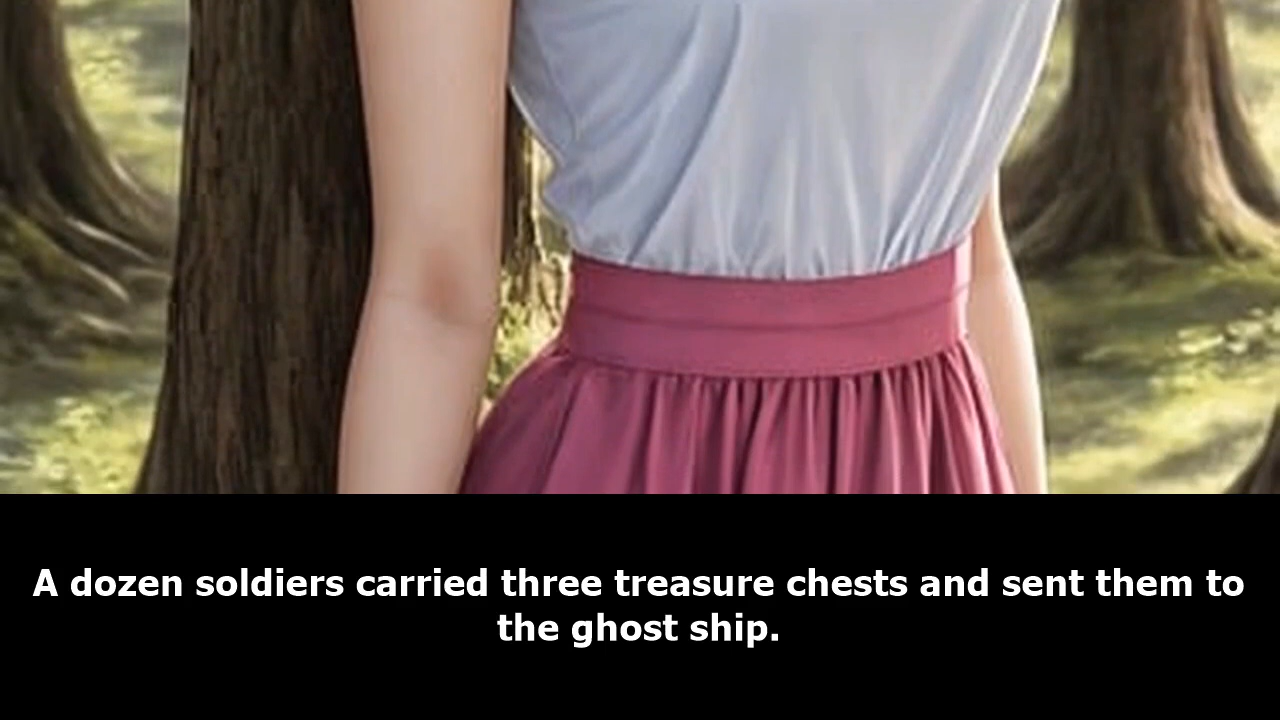 A dozen soldiers carried three treasure chests and sent them to
the ghost ship.